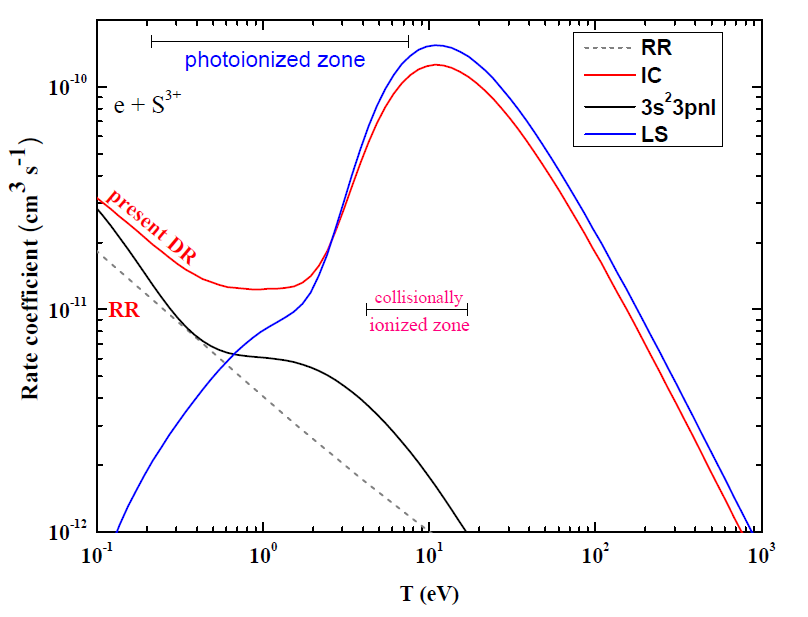 photoionized zone
e + S³⁺
RR
IC
3s²3pnl
LS
present DR
RR
collisionally
ionized zone
Rate coefficient (cm³ s⁻¹)
10⁻¹⁰
10⁻¹¹
10⁻¹²
10⁻¹
10⁰
10¹
10²
10³
T (eV)